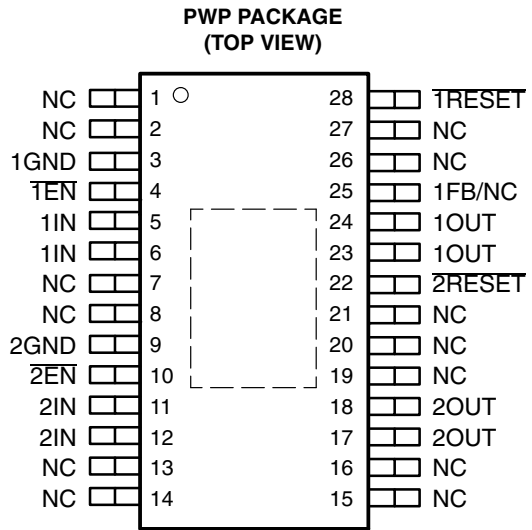 PWP PACKAGE
(TOP VIEW)
NC 1 28 1RESET
NC 2 27 NC
1GND 3 26 NC
1EN 4 25 1FB/NC
1IN 5 24 1OUT
1IN 6 23 1OUT
NC 7 22 2RESET
NC 8 21 NC
2GND 9 20 NC
2EN 10 19 NC
2IN 11 18 2OUT
2IN 12 17 2OUT
NC 13 16 NC
NC 14 15 NC